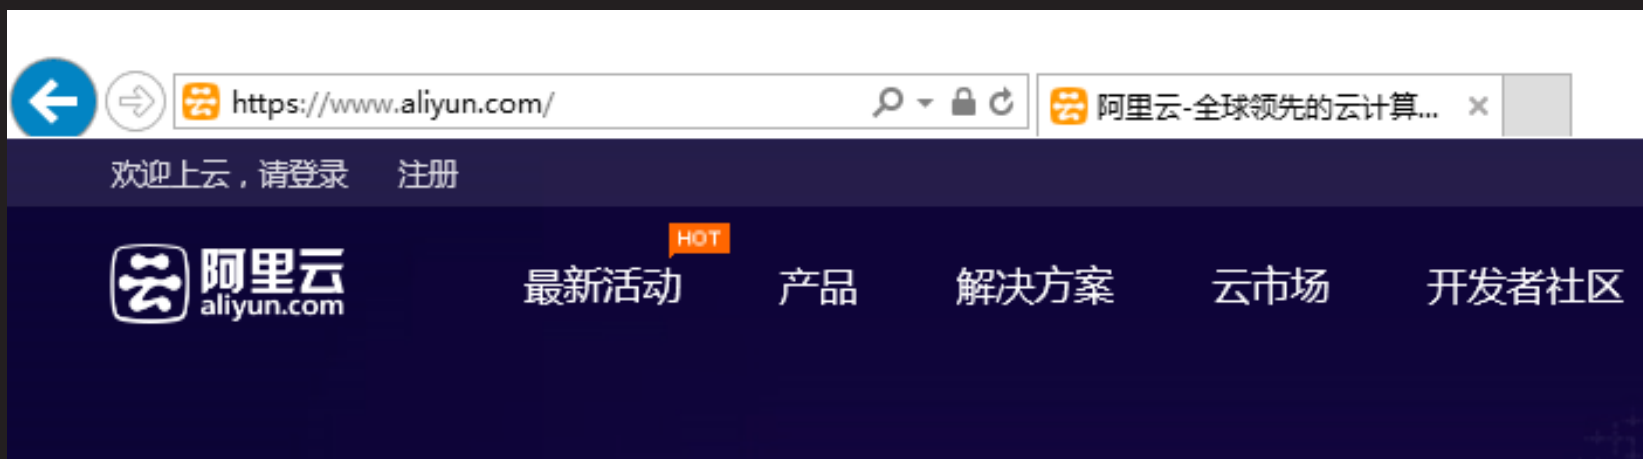 https://www.aliyun.com/ 阿里云-全球领先的云计算...
欢迎上云，请登录 注册
HOT
阿里云
aliyun.com
最新活动 产品 解决方案 云市场 开发者社区